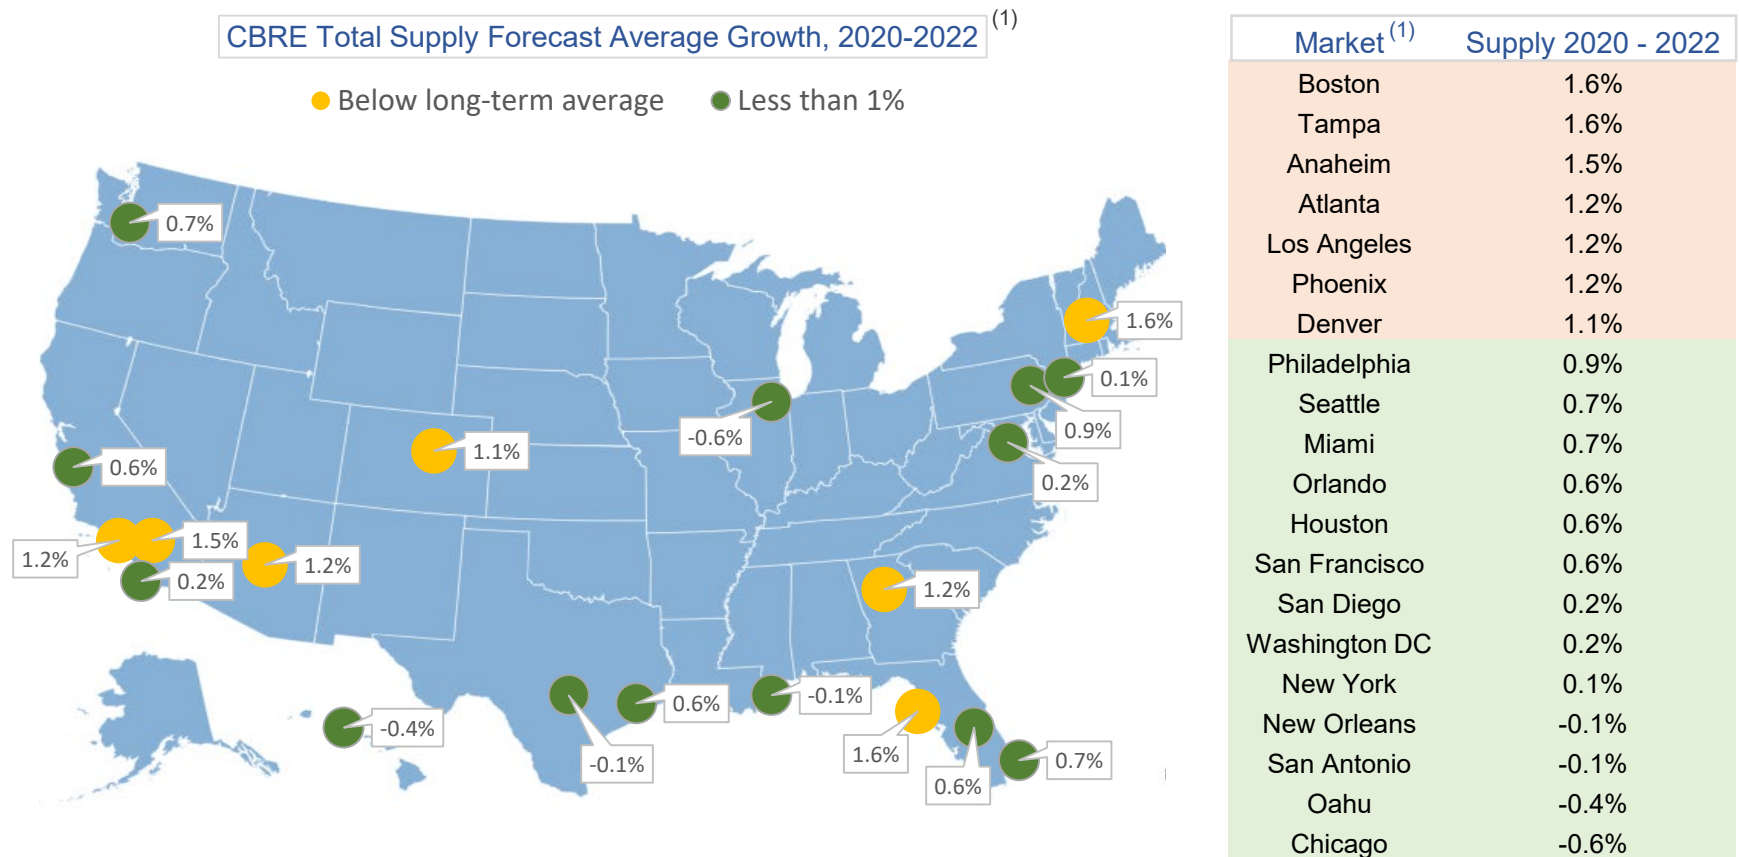 CBRE Total Supply Forecast Average Growth, 2020-2022 (1)
Below long-term average Less than 1%
0.7%
1.6%
0.1%
-0.6%
0.9%
1.1%
0.6%
0.2%
1.2%
1.5%
0.2%
1.2%
1.2%
-0.4%
-0.1%
0.6%
-0.1%
1.6%
0.6%
0.7%
Market (1) Supply 2020 - 2022
Boston 1.6%
Tampa 1.6%
Anaheim 1.5%
Atlanta 1.2%
Los Angeles 1.2%
Phoenix 1.2%
Denver 1.1%
Philadelphia 0.9%
Seattle 0.7%
Miami 0.7%
Orlando 0.6%
Houston 0.6%
San Francisco 0.6%
San Diego 0.2%
Washington DC 0.2%
New York 0.1%
New Orleans -0.1%
San Antonio -0.1%
Oahu -0.4%
Chicago -0.6%